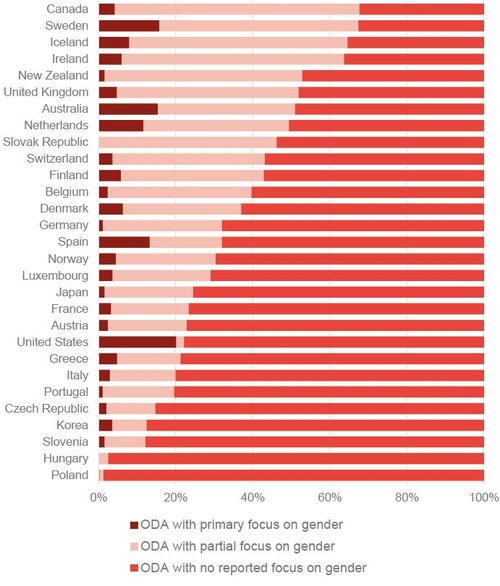 Canada
Sweden
Iceland
Ireland
New Zealand
United Kingdom
Australia
Netherlands
Slovak Republic
Switzerland
Finland
Belgium
Denmark
Germany
Spain
Norway
Luxembourg
Japan
France
Austria
United States
Greece
Italy
Portugal
Czech Republic
Korea
Slovenia
Hungary
Poland
0% 20% 40% 60% 80% 100%
ODA with primary focus on gender
ODA with partial focus on gender
ODA with no reported focus on gender